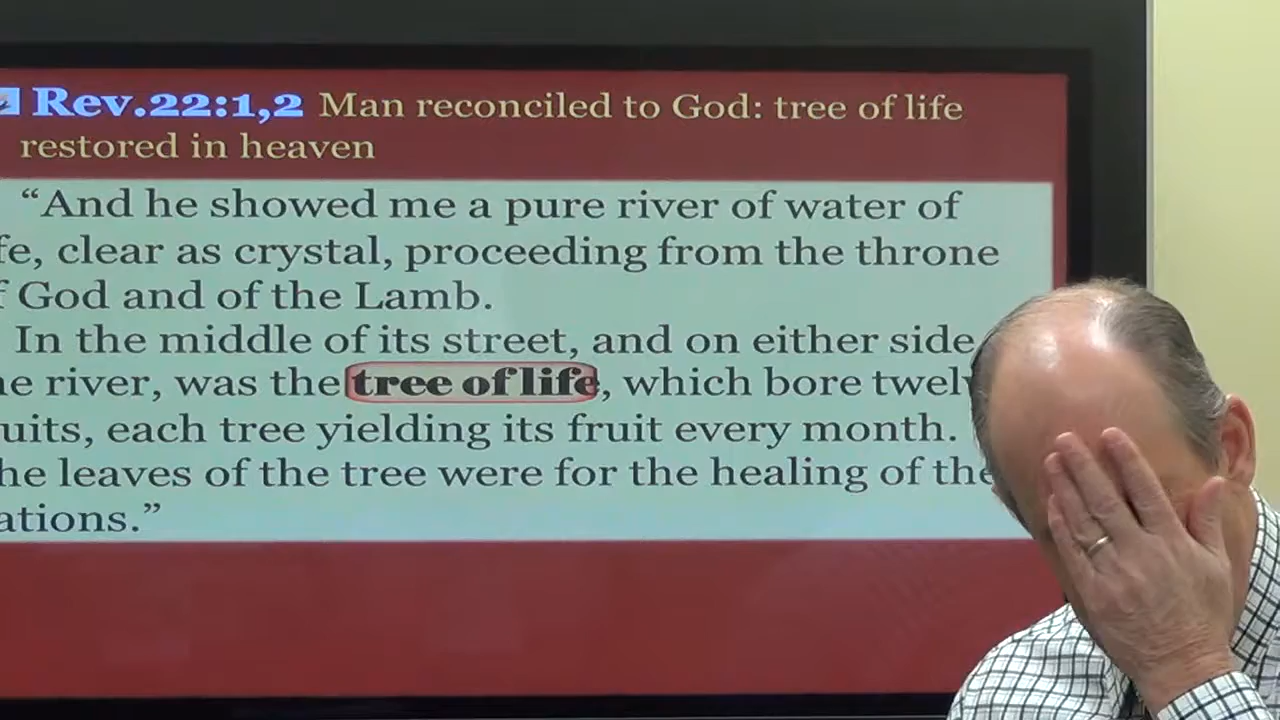 Rev.22:1,2 Man reconciled to God: tree of life
restored in heaven
“And he showed me a pure river of water of
fe, clear as crystal, proceeding from the throne
f God and of the Lamb.
In the middle of its street, and on either side
he river, was the tree of life, which bore twelv
uits, each tree yielding its fruit every month.
he leaves of the tree were for the healing of the
ations.”